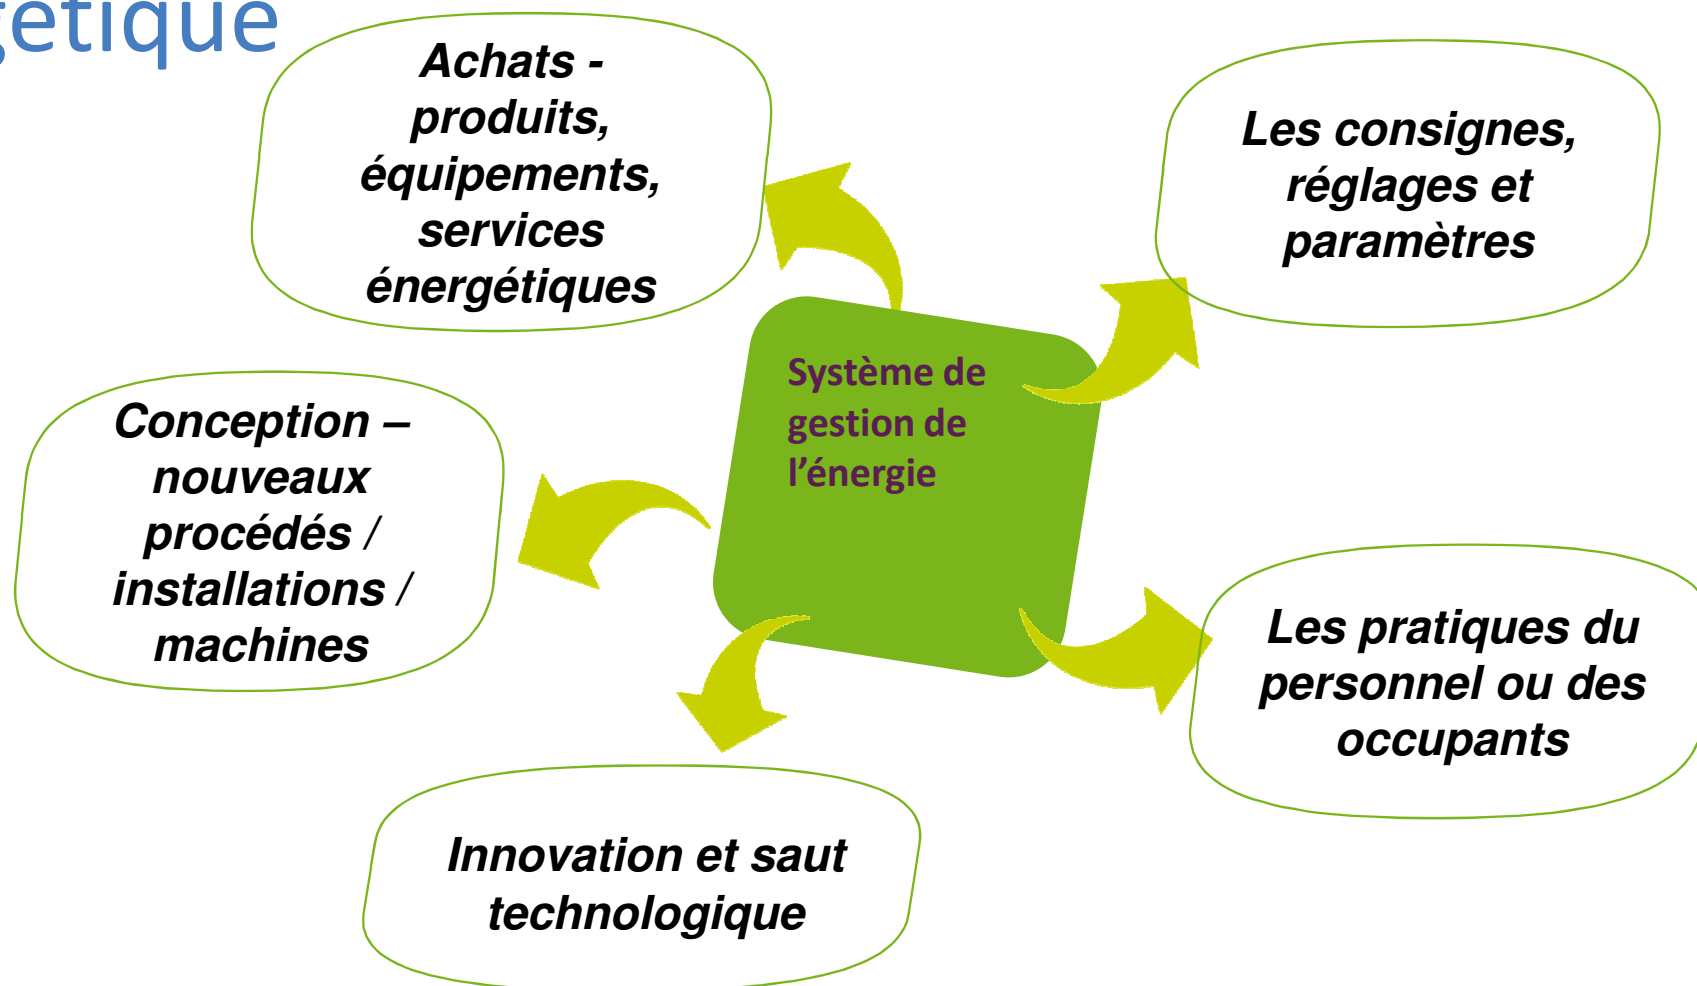 gétique
Achats -
produits,
équipements,
services
énergétiques
Les consignes,
réglages et
paramètres
Système de
gestion de
l’énergie
Conception –
nouveaux
procédés /
installations /
machines
Les pratiques du
personnel ou des
occupants
Innovation et saut
technologique